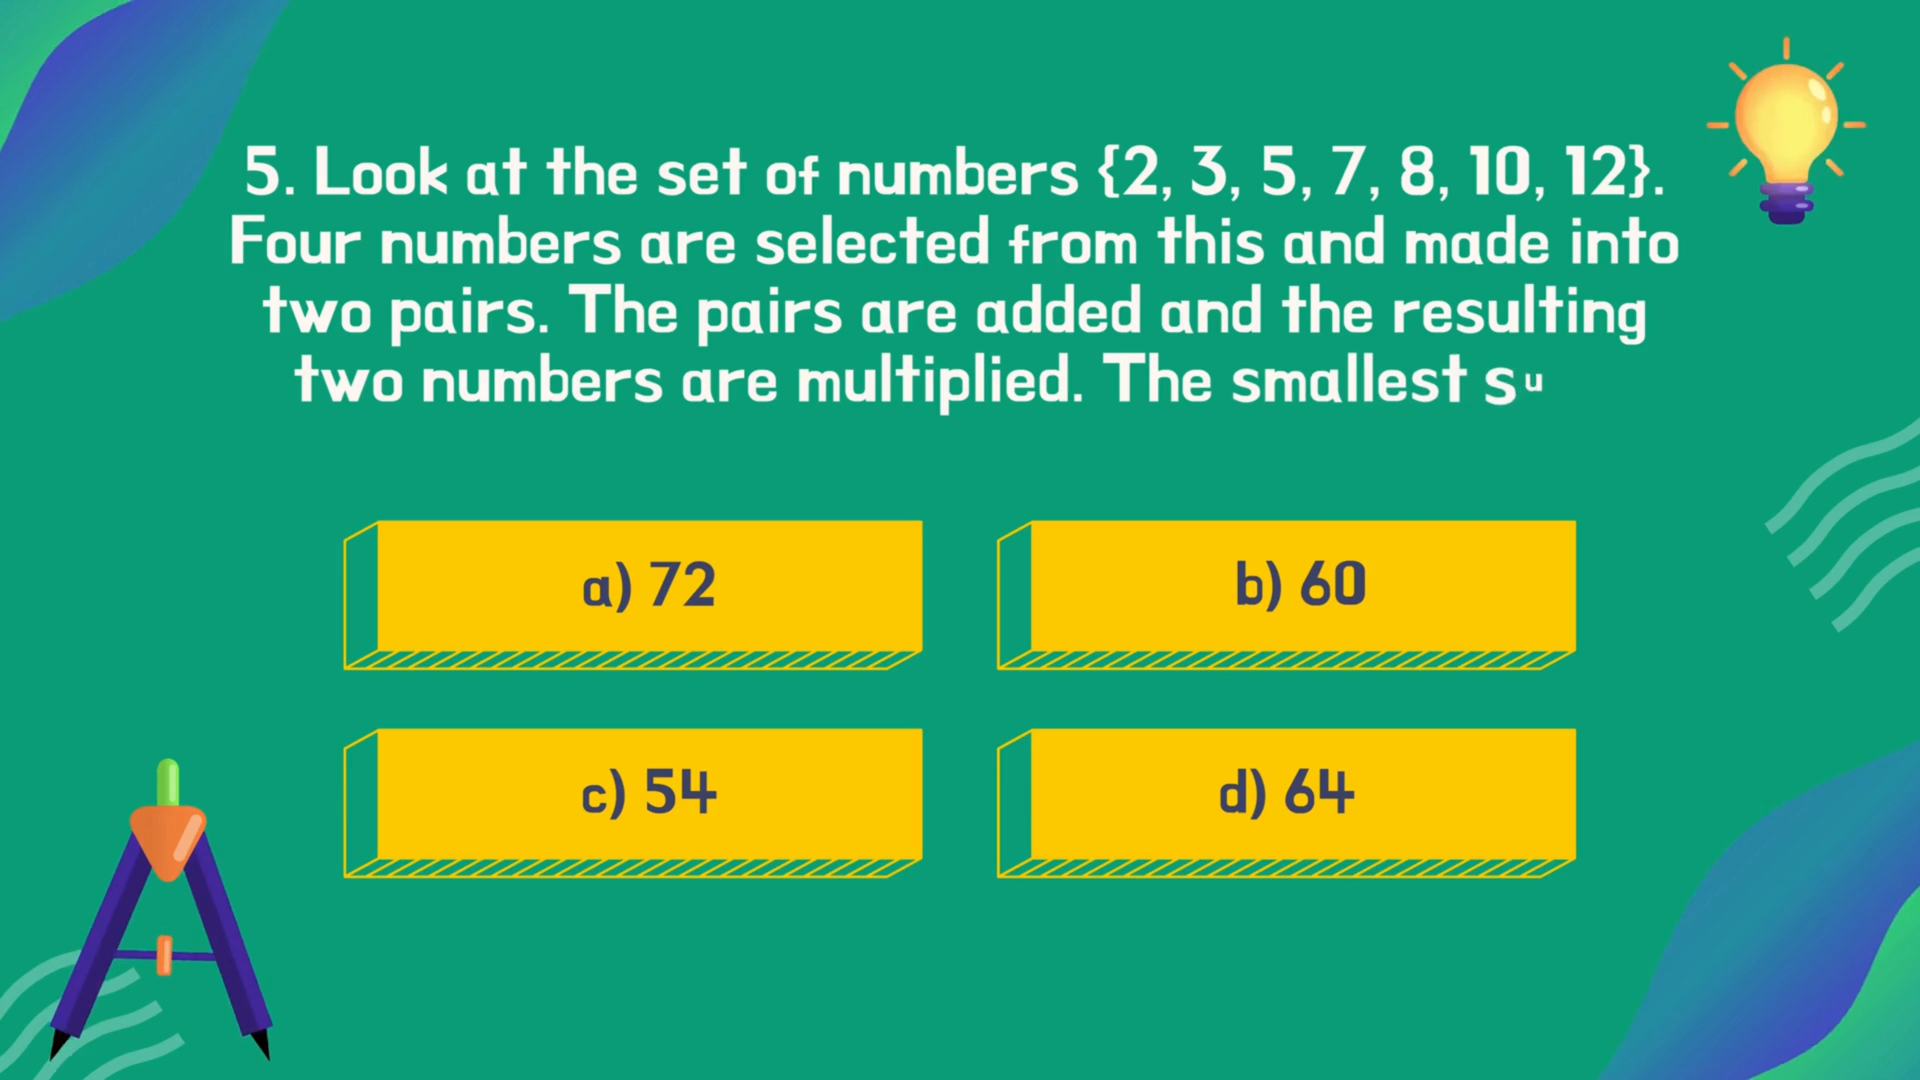 5. Look at the set of numbers {2, 3, 5, 7, 8, 10, 12}.
Four numbers are selected from this and made into
two pairs. The pairs are added and the resulting
two numbers are multiplied. The smallest su
a) 72
b) 60
c) 54
d) 64